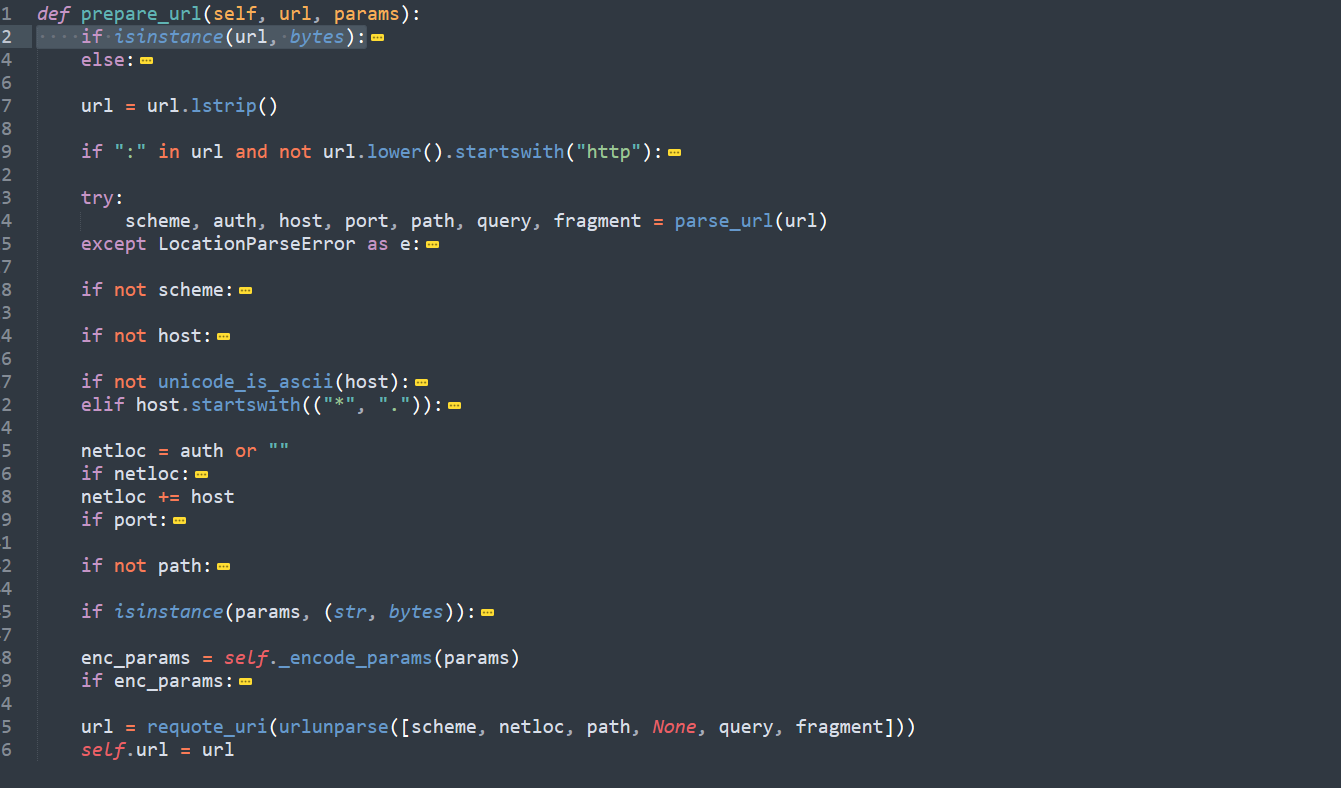 1 def prepare_url(self, url, params):
2     if isinstance(url, bytes):
4     else:
6
7     url = url.lstrip()
8
9     if ":" in url and not url.lower().startswith("http"):
2
3     try:
4         scheme, auth, host, port, path, query, fragment = parse_url(url)
5     except LocationParseError as e:
7
8     if not scheme:
3
4     if not host:
6
7     if not unicode_is_ascii(host):
2     elif host.startswith(("*", ".")):
4
5     netloc = auth or ""
6     if netloc:
8     netloc += host
9     if port:
1
2     if not path:
4
5     if isinstance(params, (str, bytes)):
7
8     enc_params = self._encode_params(params)
9     if enc_params:
4
5     url = requote_uri(urlunparse([scheme, netloc, path, None, query, fragment]))
6     self.url = url